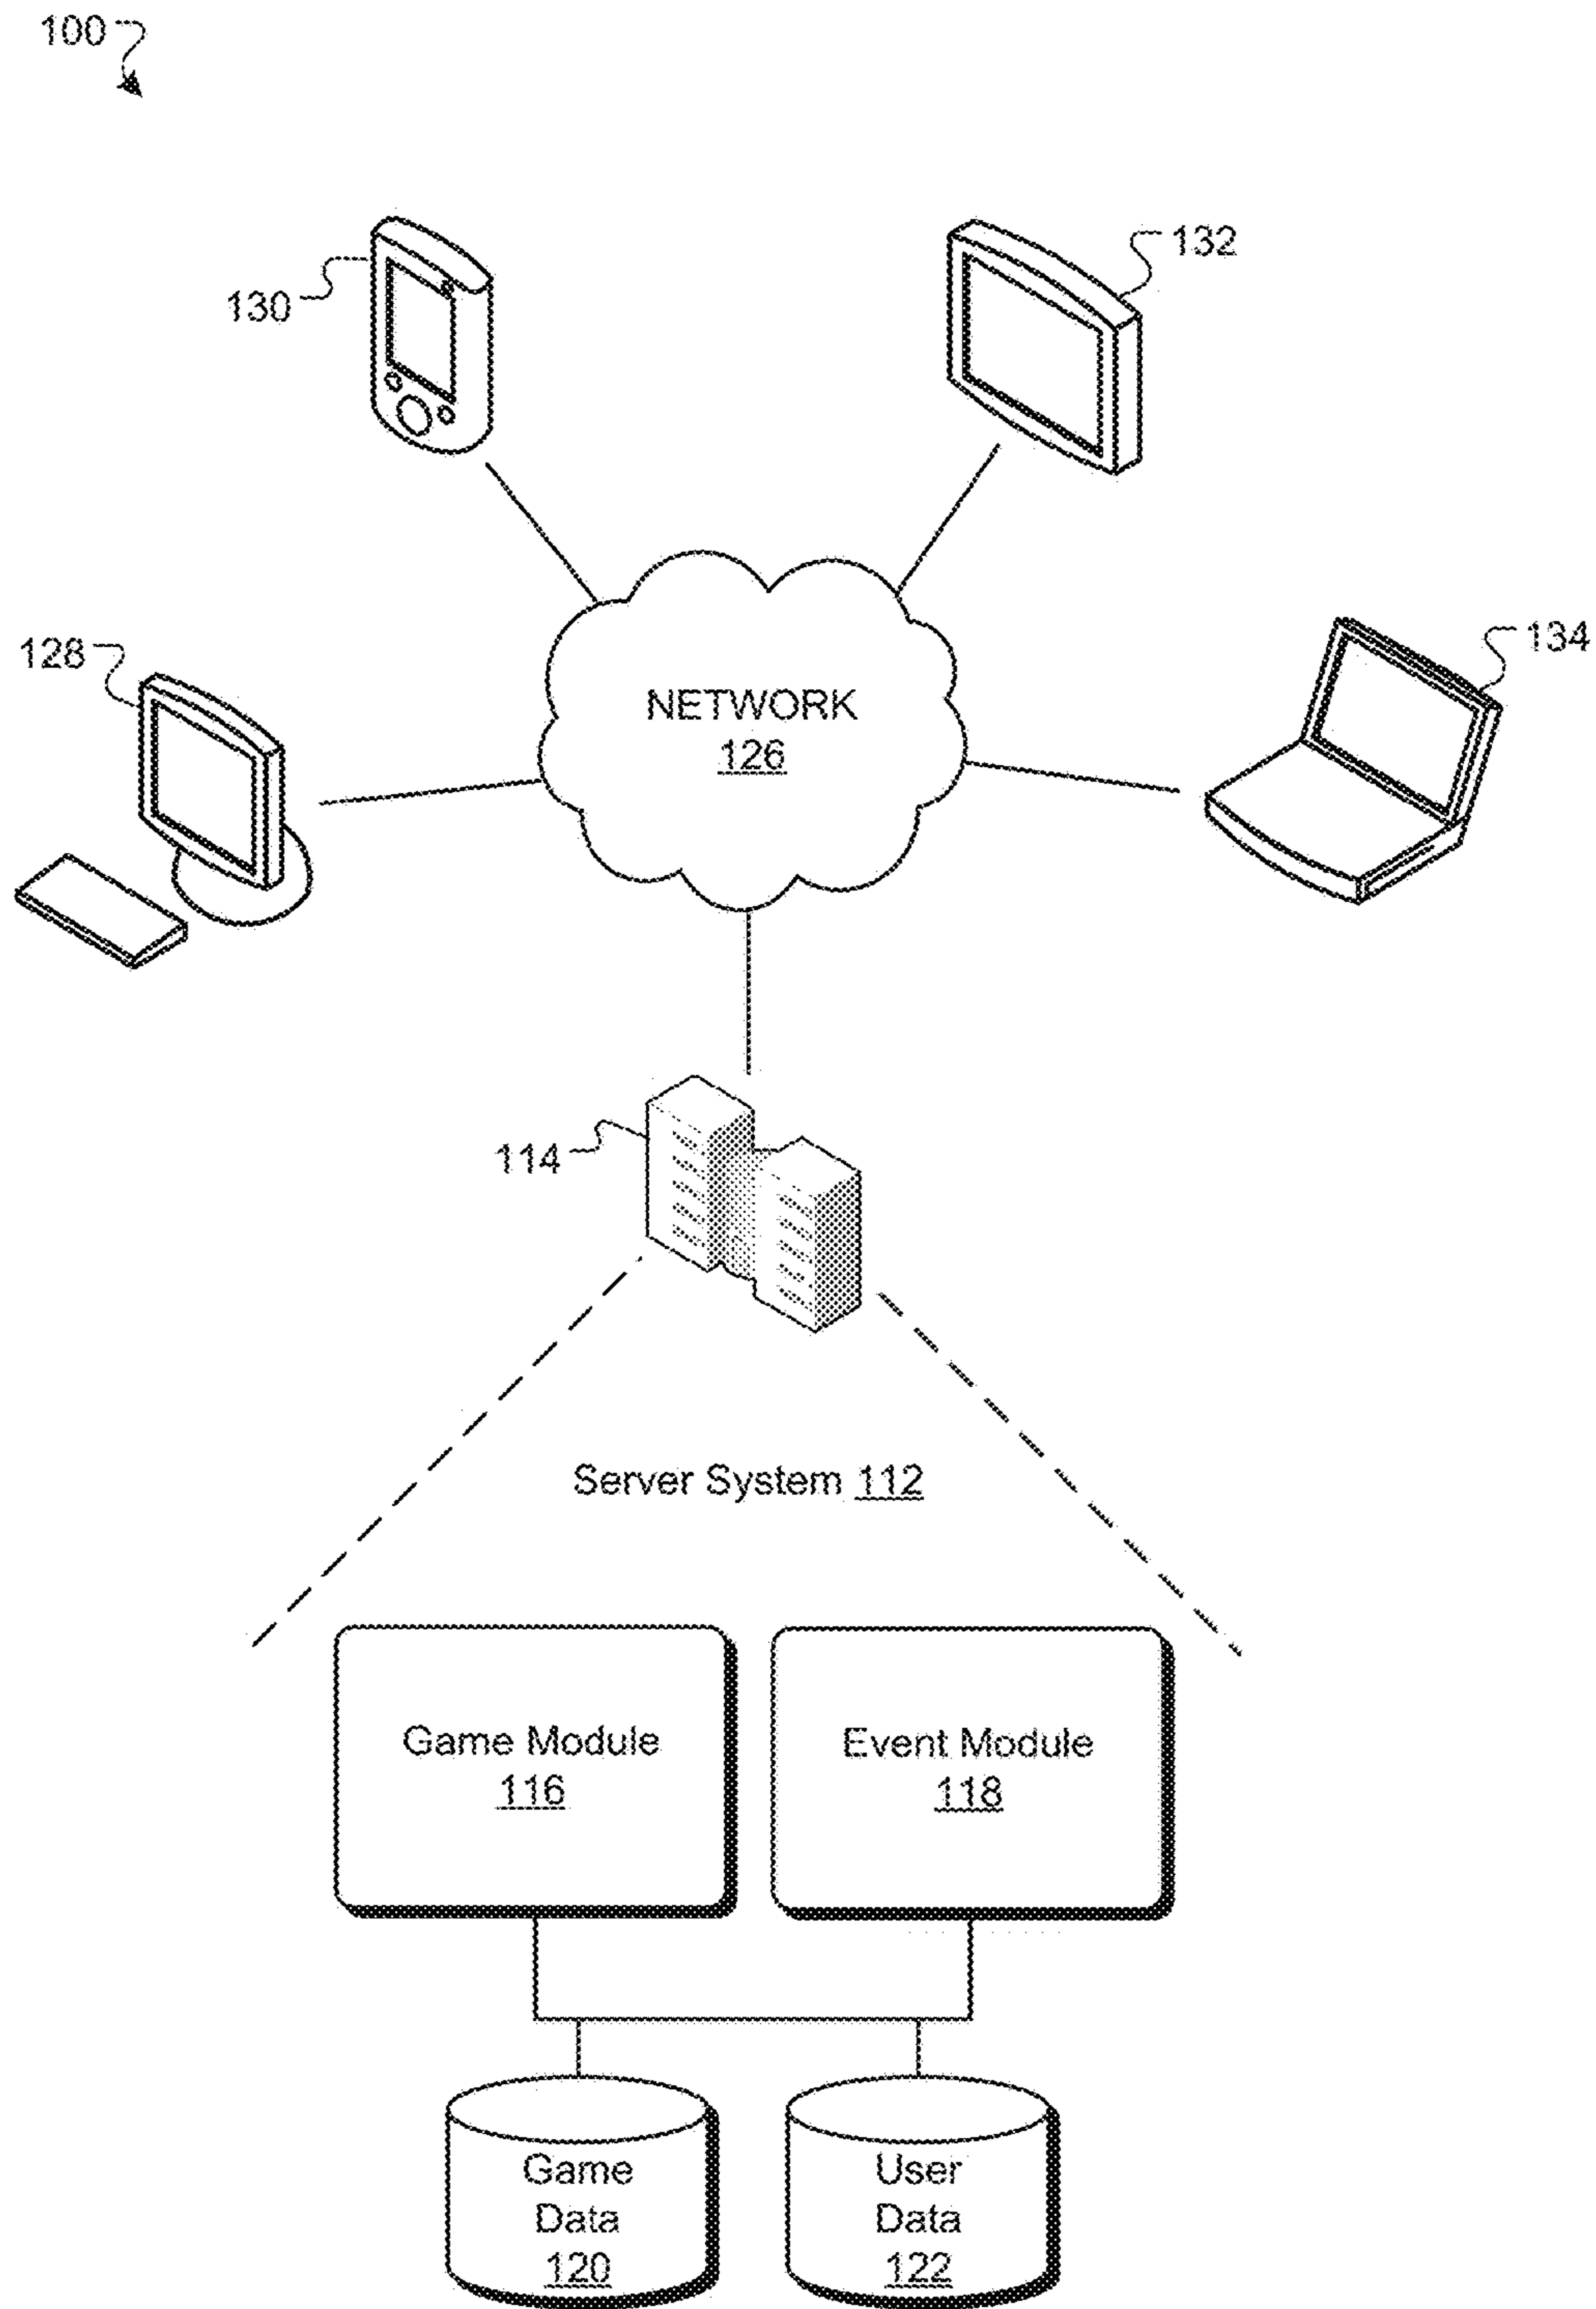 100
130
132
128
134
NETWORK
126
114
Server System 112
Game Module
116
Event Module
118
Game
Data
120
User
Data
122